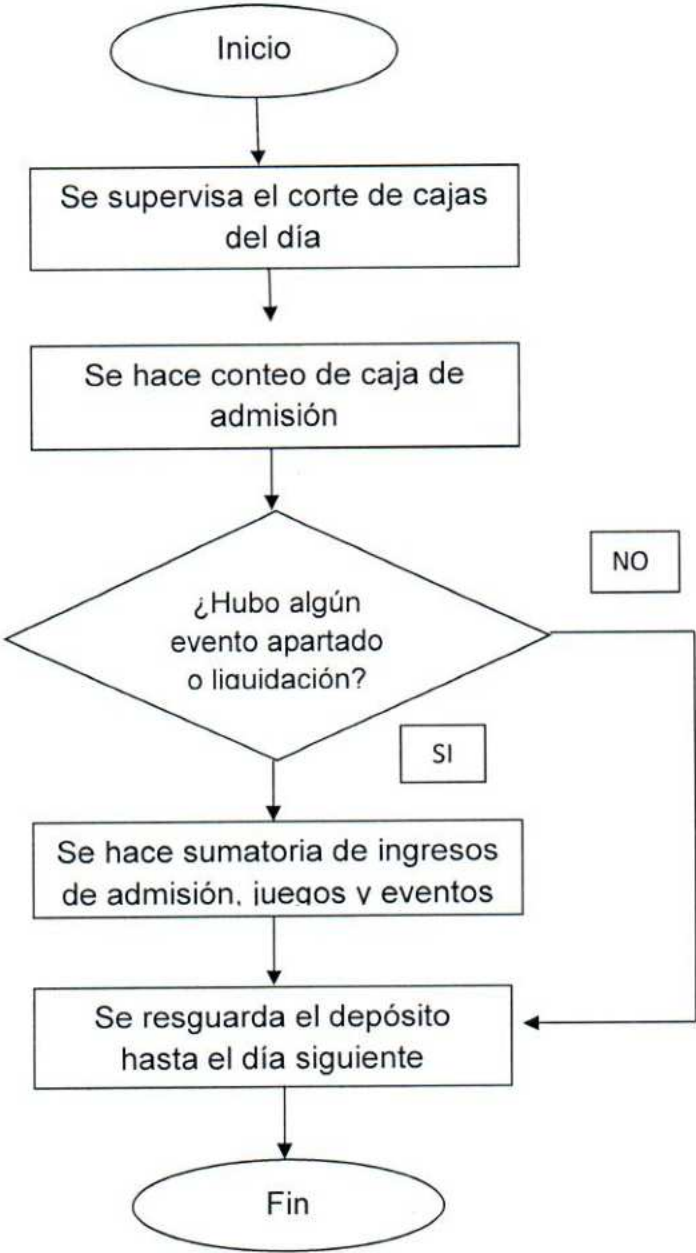 Inicio
Se supervisa el corte de cajas
del día
Se hace conteo de caja de
admisión
¿Hubo algún
evento apartado
o liquidación?
NO
SI
Se hace sumatoria de ingresos
de admisión, juegos y eventos
Se resguarda el depósito
hasta el día siguiente
Fin